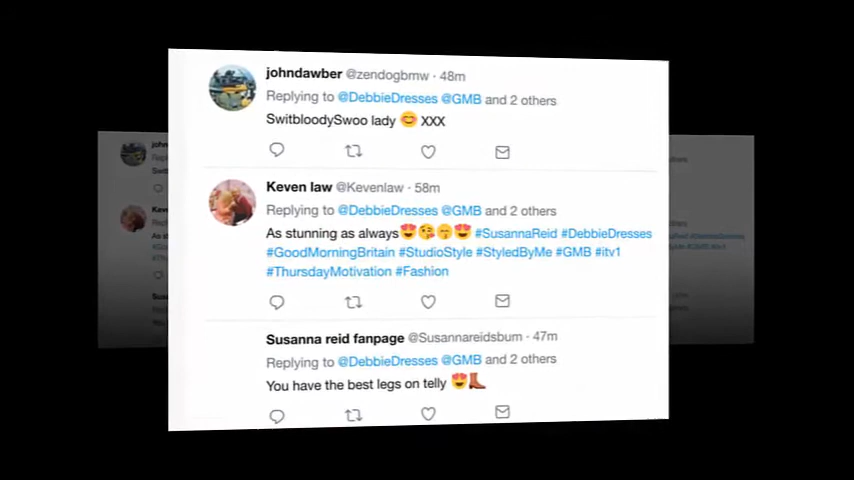 johndawber @zendogbmw · 48m
Replying to @DebbieDresses @GMB and 2 others
SwitbloodySwoo lady 😊 XXX
Keven law @Kevenlaw · 58m
Replying to @DebbieDresses @GMB and 2 others
As stunning as always😍😘😙😍 #SusannaReid #DebbieDresses
#GoodMorningBritain #StudioStyle #StyledByMe #GMB #itv1
#ThursdayMotivation #Fashion
Susanna reid fanpage @Susannareidsbum · 47m
Replying to @DebbieDresses @GMB and 2 others
You have the best legs on telly 😍👢